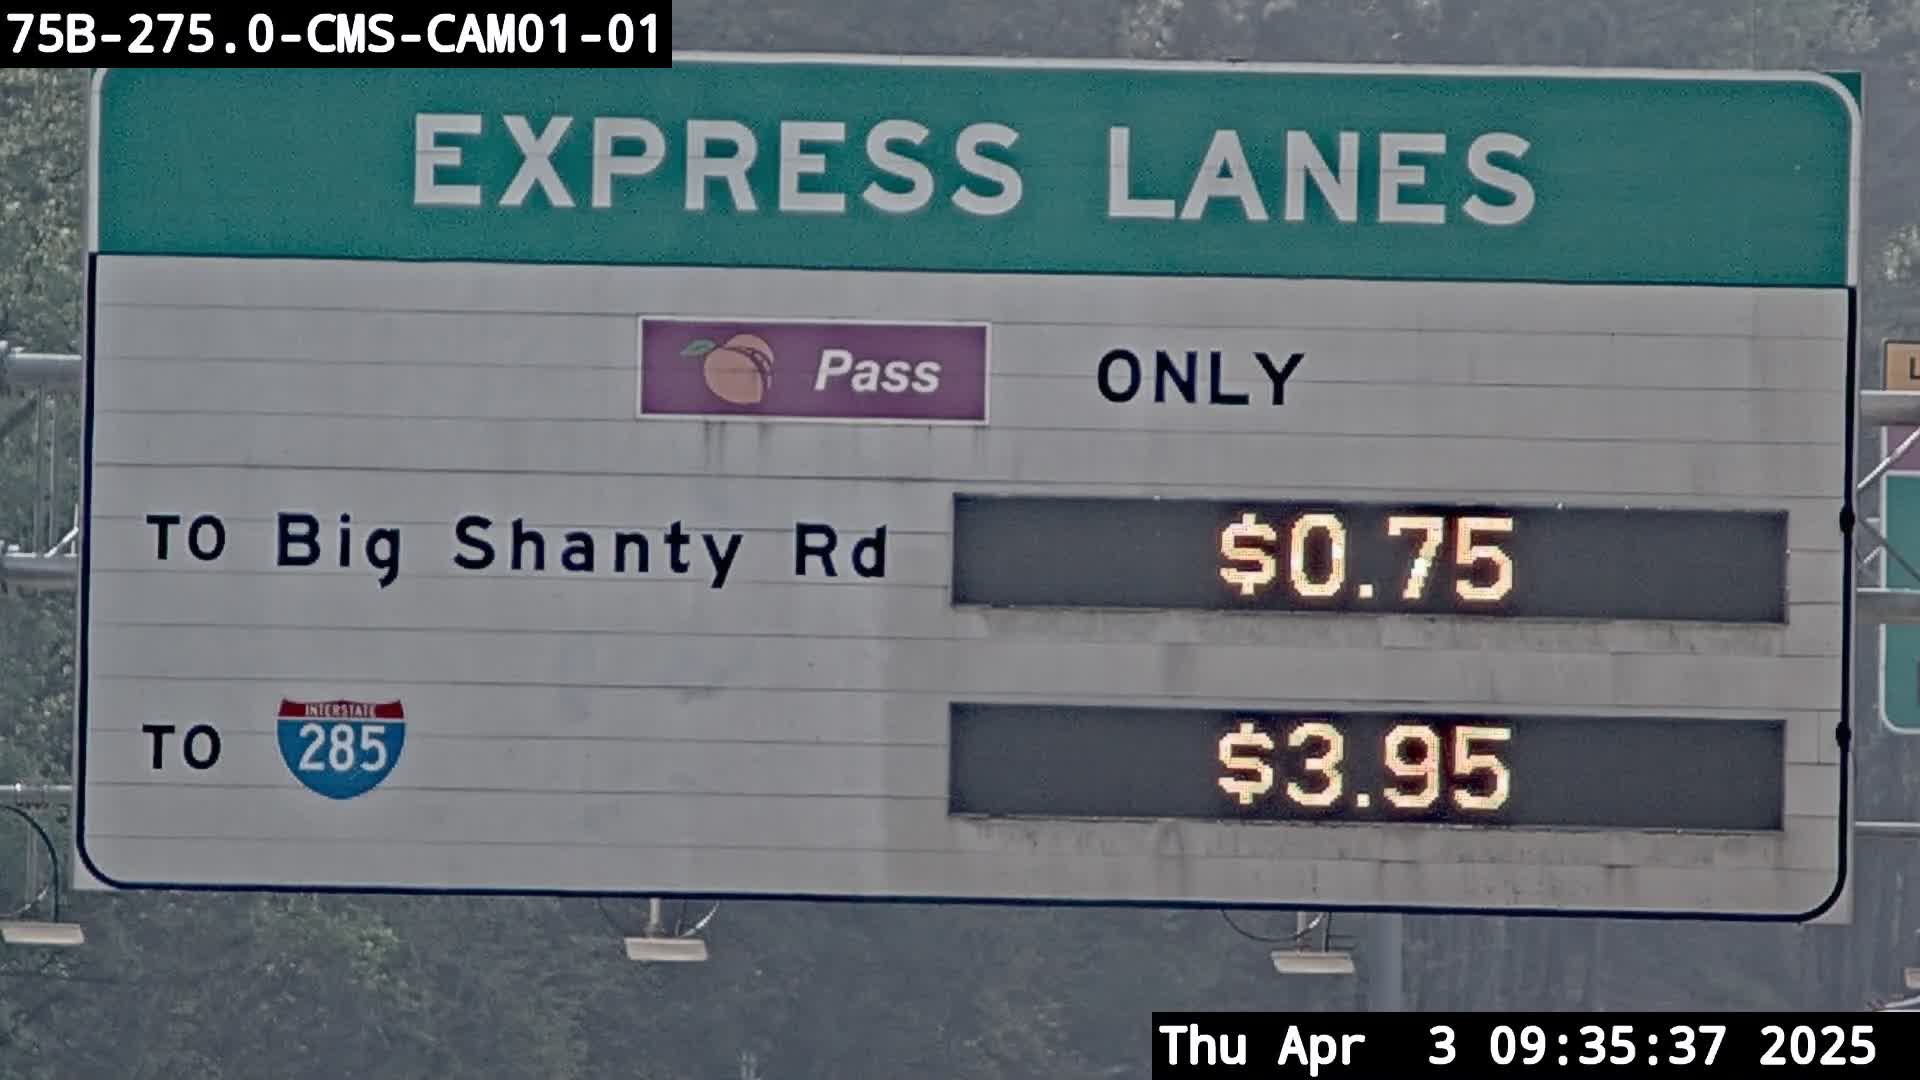 75B-275.0-CMS-CAM01-01
EXPRESS LANES
Pass ONLY
TO Big Shanty Rd $0.75
TO INTERSTATE 285 $3.95
Thu Apr 3 09:35:37 2025